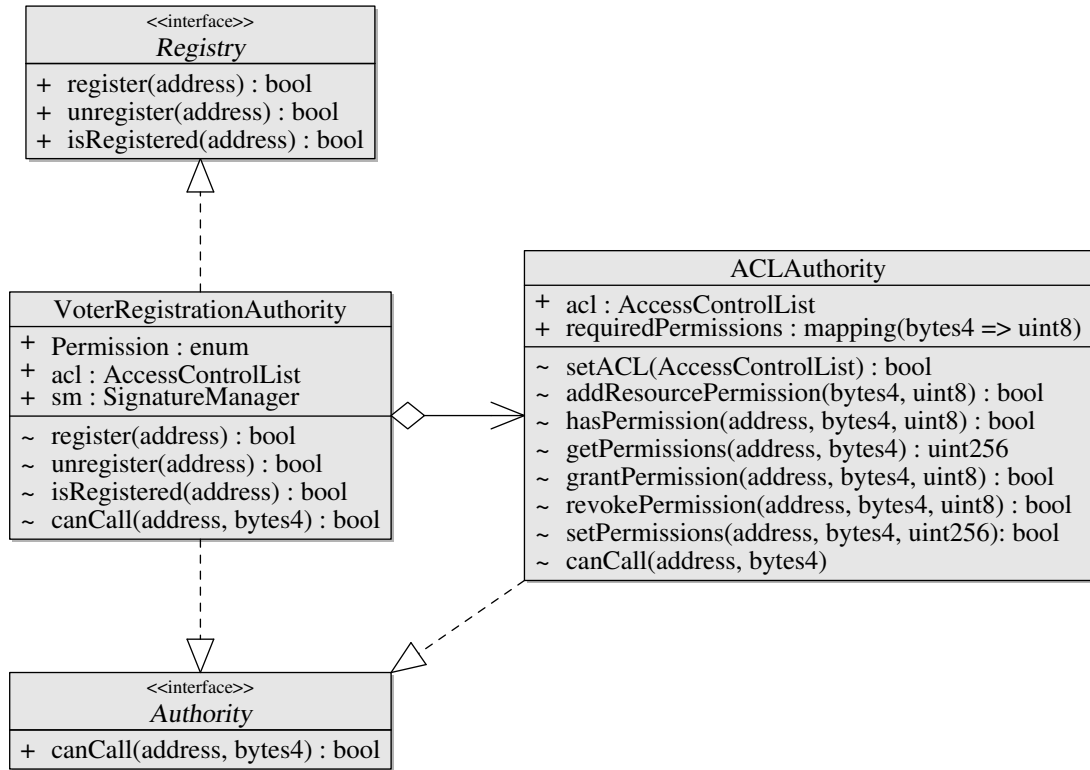 <<interface>>
Registry
+ register(address) : bool
+ unregister(address) : bool
+ isRegistered(address) : bool
VoterRegistrationAuthority
+ Permission : enum
+ acl : AccessControlList
+ sm : SignatureManager
~ register(address) : bool
~ unregister(address) : bool
~ isRegistered(address) : bool
~ canCall(address, bytes4) : bool
ACLAuthority
+ acl : AccessControlList
+ requiredPermissions : mapping(bytes4 => uint8)
~ setACL(AccessControlList) : bool
~ addResourcePermission(bytes4, uint8) : bool
~ hasPermission(address, bytes4, uint8) : bool
~ getPermissions(address, bytes4) : uint256
~ grantPermission(address, bytes4, uint8) : bool
~ revokePermission(address, bytes4, uint8) : bool
~ setPermissions(address, bytes4, uint256): bool
~ canCall(address, bytes4)
<<interface>>
Authority
+ canCall(address, bytes4) : bool